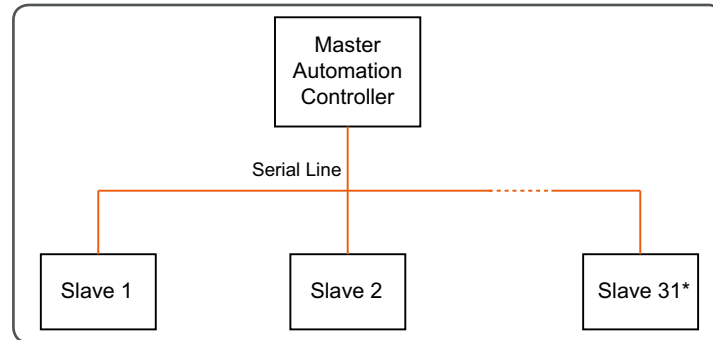 Master
Automation
Controller
Serial Line
Slave 1
Slave 2
Slave 31*